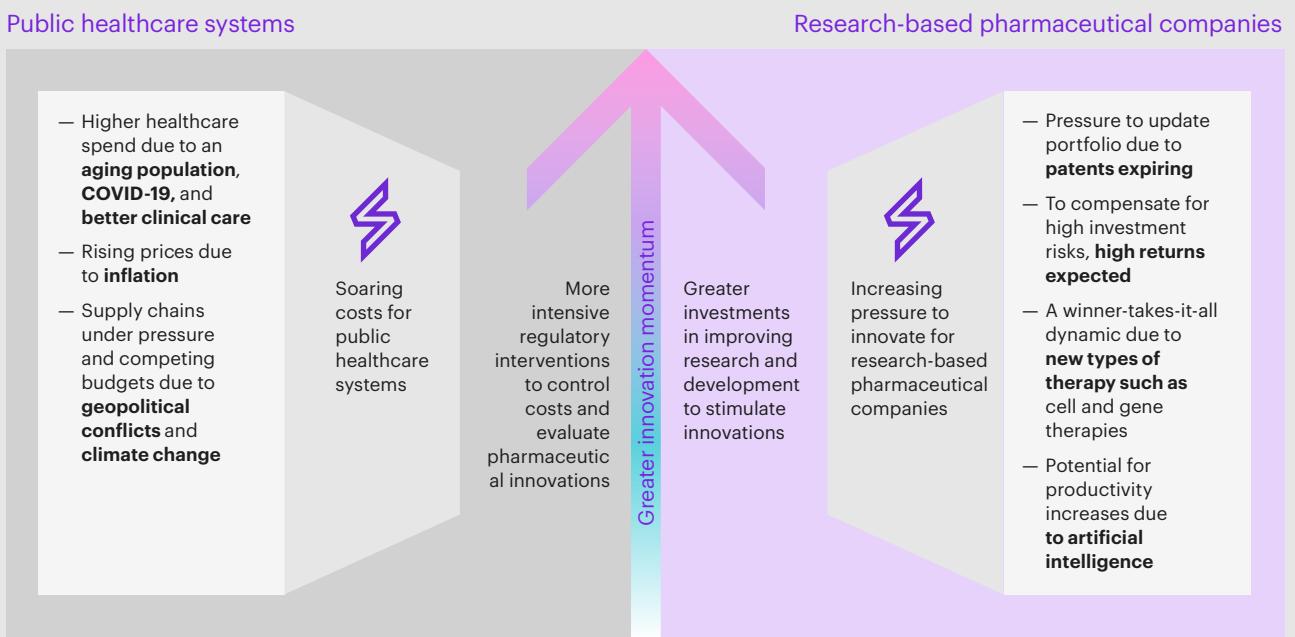 Public healthcare systems
Research-based pharmaceutical companies
— Higher healthcare
spend due to an
aging population,
COVID-19, and
better clinical care
— Rising prices due
to inflation
— Supply chains
under pressure
and competing
budgets due to
geopolitical
conflicts and
climate change
Soaring
costs for
public
healthcare
systems
More
intensive
regulatory
interventions
to control
costs and
evaluate
pharmaceutic
al innovations
Greater innovation momentum
Greater
investments
in improving
research and
development
to stimulate
innovations
Increasing
pressure to
innovate for
research-based
pharmaceutical
companies
— Pressure to update
portfolio due to
patents expiring
— To compensate for
high investment
risks, high returns
expected
— A winner-takes-it-all
dynamic due to
new types of
therapy such as
cell and gene
therapies
— Potential for
productivity
increases due
to artificial
intelligence